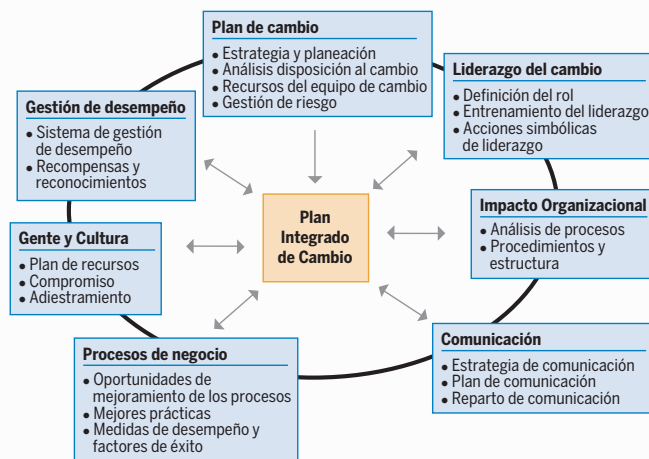 Plan de cambio
• Estrategia y planeación
• Análisis disposición al cambio
• Recursos del equipo de cambio
• Gestión de riesgo
Liderazgo del cambio
• Definición del rol
• Entrenamiento del liderazgo
• Acciones simbólicas
de liderazgo
Gestión de desempeño
• Sistema de gestión
de desempeño
• Recompensas y
reconocimientos
Plan
Integrado
de Cambio
Impacto Organizacional
• Análisis de procesos
• Procedimientos y
estructura
Gente y Cultura
• Plan de recursos
• Compromiso
• Adiestramiento
Comunicación
• Estrategia de comunicación
• Plan de comunicación
• Reparto de comunicación
Procesos de negocio
• Oportunidades de
mejoramiento de los procesos
• Mejores prácticas
• Medidas de desempeño y
factores de éxito